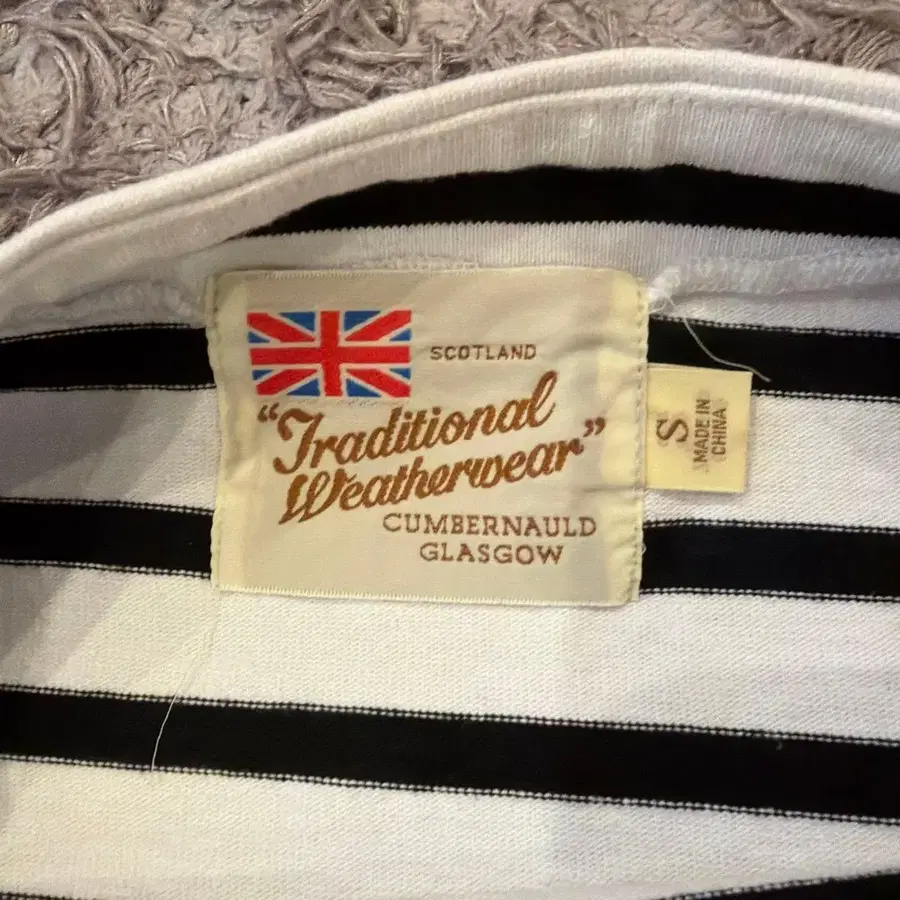 SCOTLAND
"Traditional
Weatherwear"
CUMBERNAULD
GLASGOW
S
MADE IN
CHINA